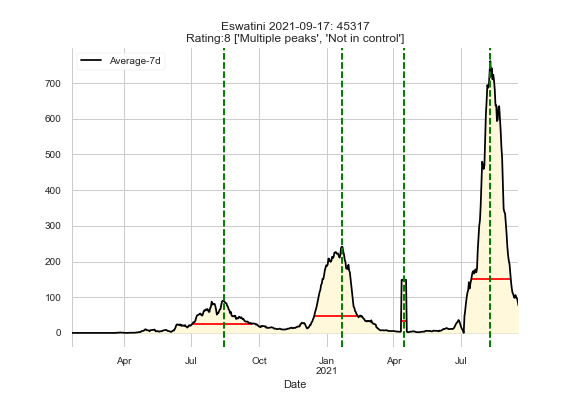 Eswatini 2021-09-17: 45317
Rating:8 ['Multiple peaks', 'Not in control']
Average-7d
700
600
500
400
300
200
100
0
Apr
Jul
Oct
Jan
2021
Apr
Jul
Date